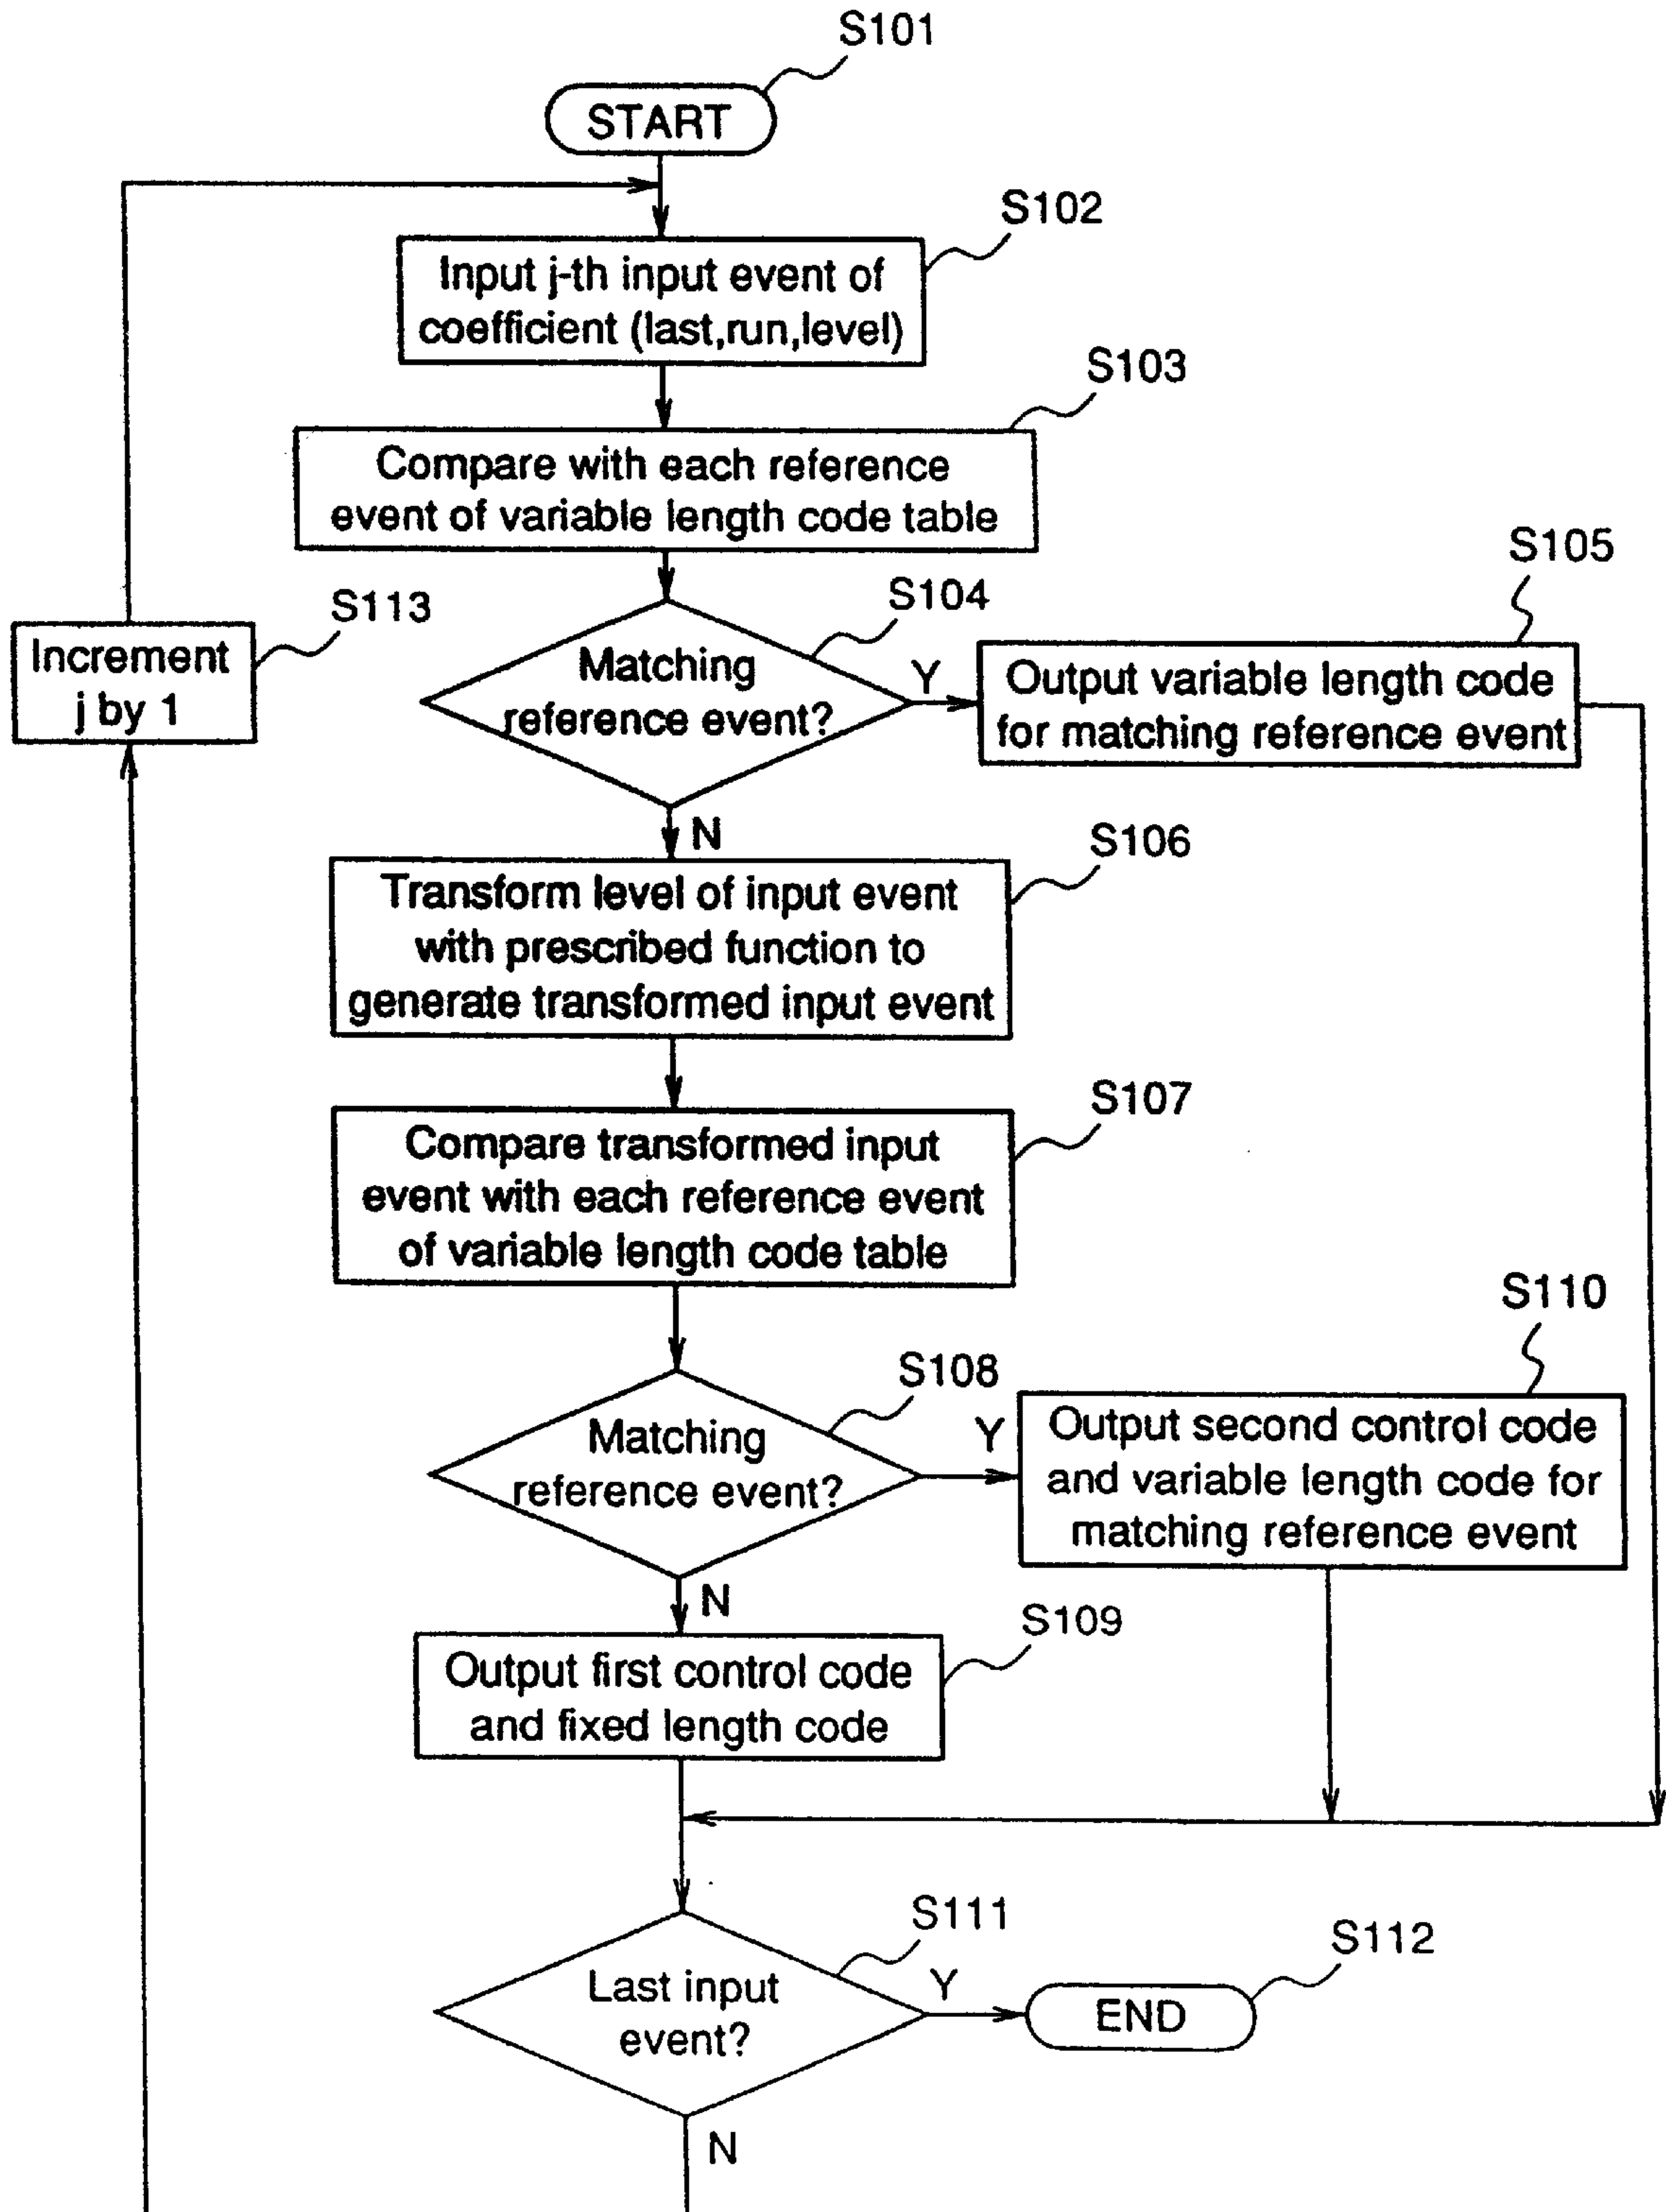 S101
START
S102
Input j-th input event of
coefficient (last,run,level)
S103
Compare with each reference
event of variable length code table
S104
Matching
reference event?
Y
S105
Output variable length code
for matching reference event
S113
Increment
j by 1
N
S106
Transform level of input event
with prescribed function to
generate transformed input event
S107
Compare transformed input
event with each reference event
of variable length code table
S108
Matching
reference event?
Y
S110
Output second control code
and variable length code for
matching reference event
N
S109
Output first control code
and fixed length code
S111
Last input
event?
Y
S112
END
N